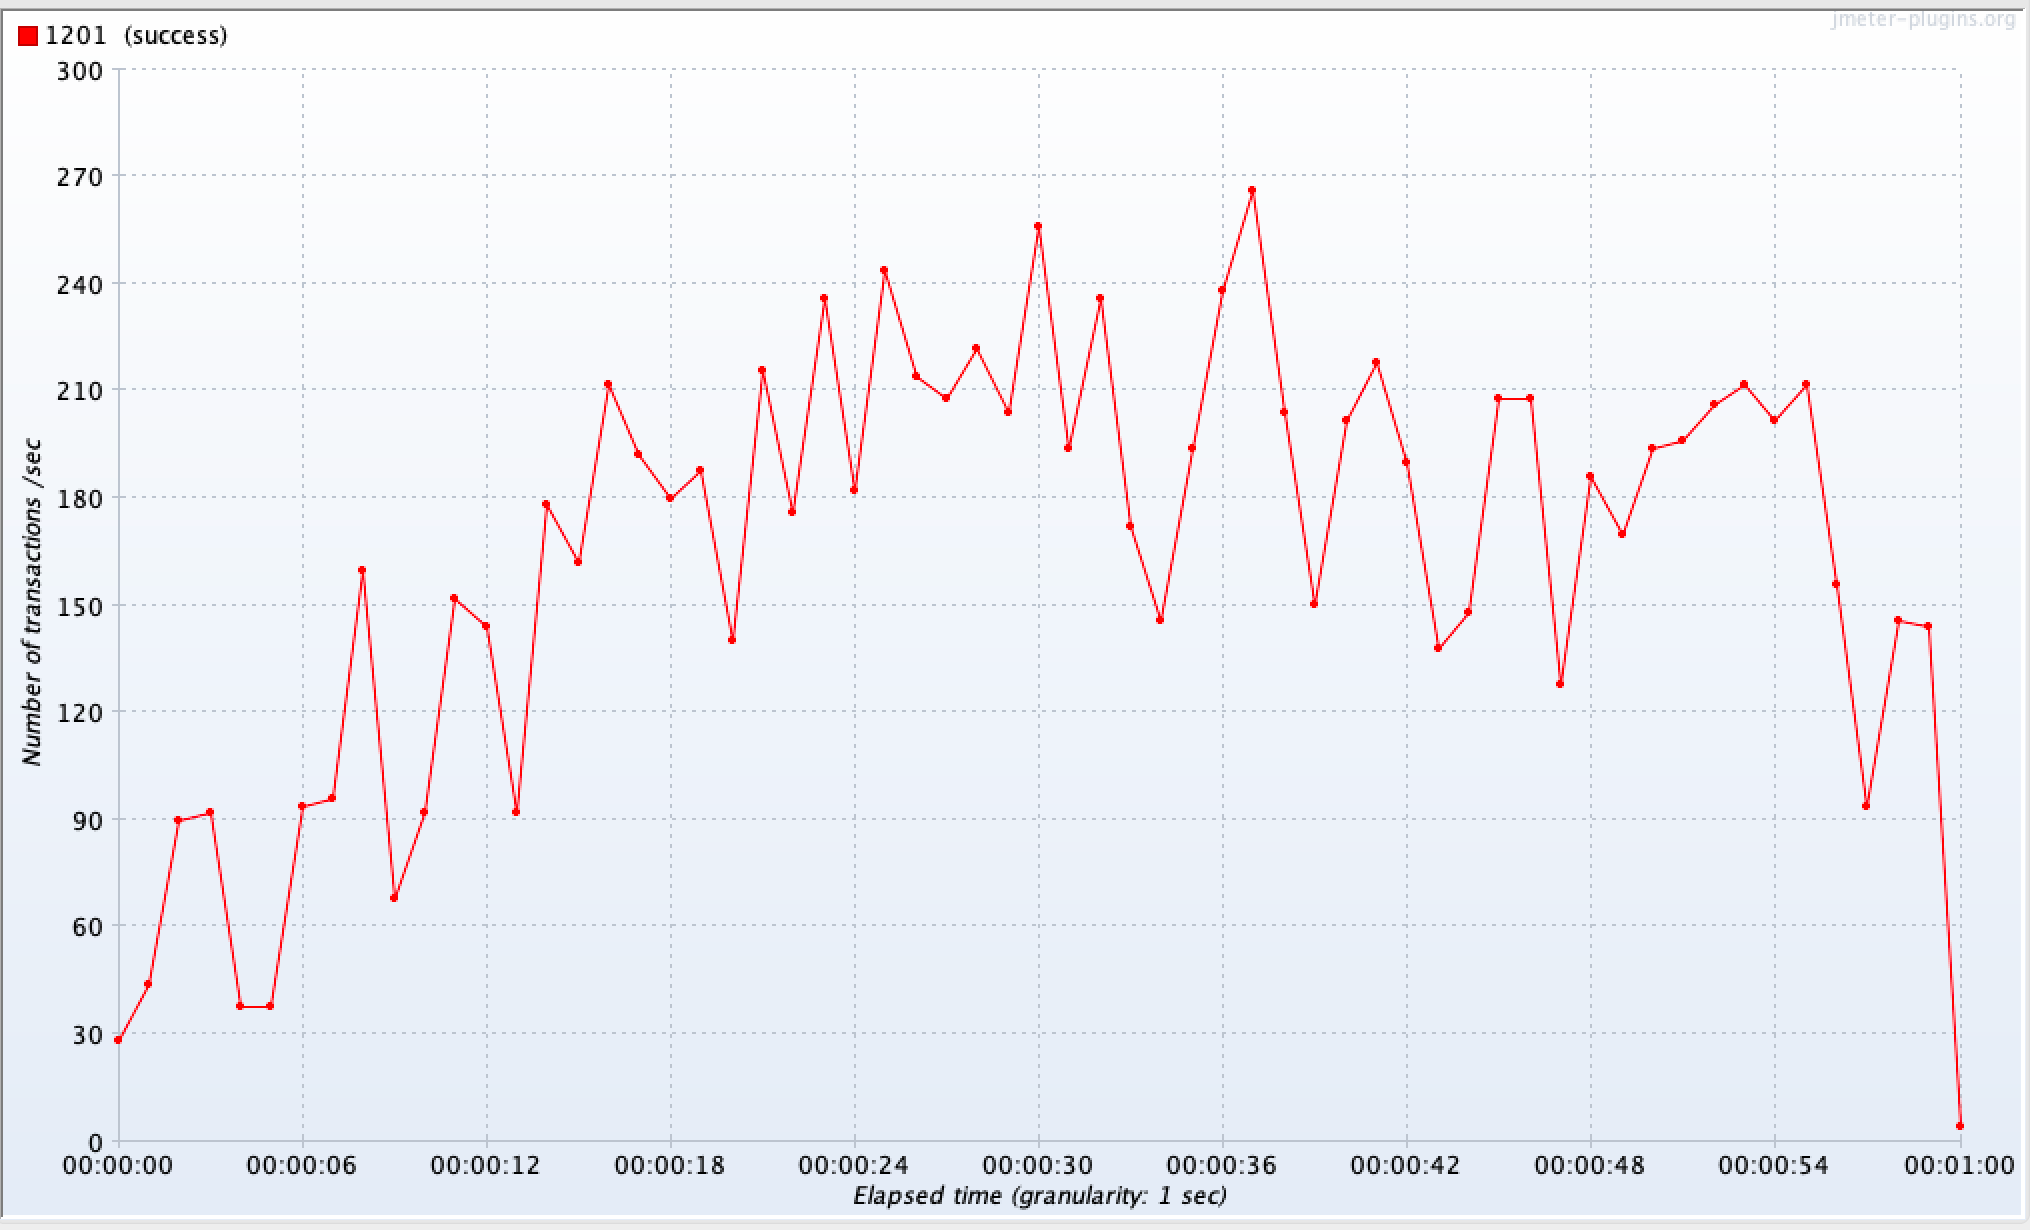 jmeter-plugins.org
1201 (success)
300
270
240
210
180
150
120
90
60
30
0
Number of transactions /sec
00:00:00 00:00:06 00:00:12 00:00:18 00:00:24 00:00:30 00:00:36 00:00:42 00:00:48 00:00:54 00:01:00
Elapsed time (granularity: 1 sec)